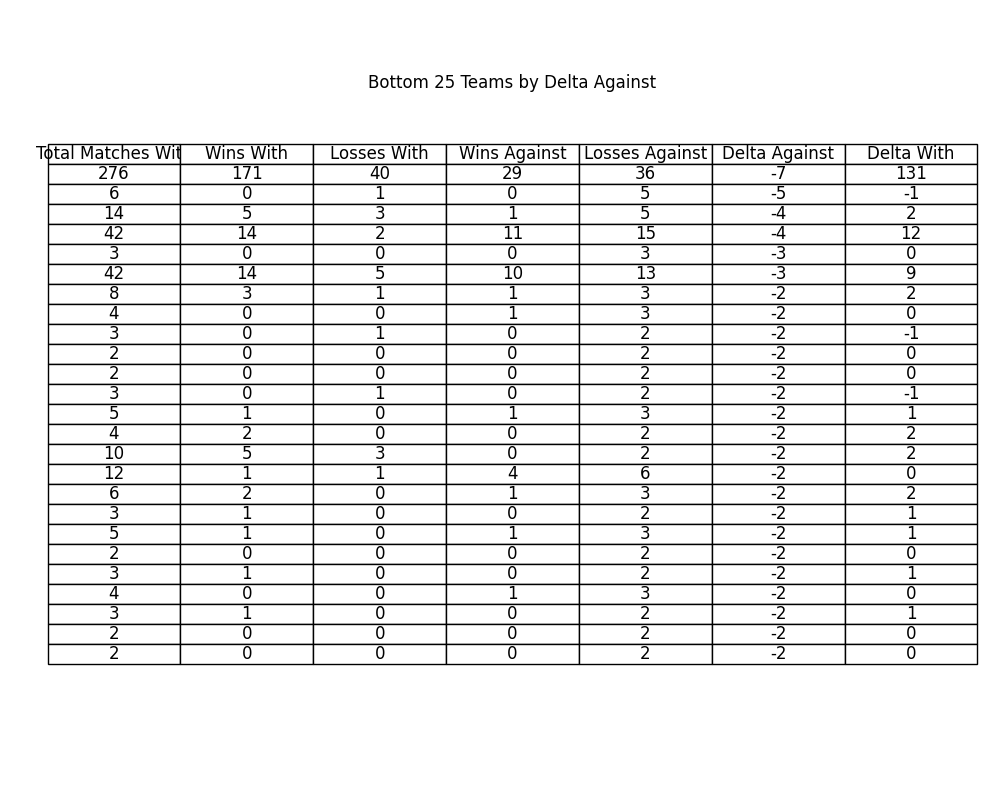 Bottom 25 Teams by Delta Against
Total Matches Wit Wins With Losses With Wins Against Losses Against Delta Against Delta With
276 171 40 29 36 -7 131
6 0 1 0 5 -5 -1
14 5 3 1 5 -4 2
42 14 2 11 15 -4 12
3 0 0 0 3 -3 0
42 14 5 10 13 -3 9
8 3 1 1 3 -2 2
4 0 0 1 3 -2 0
3 0 1 0 2 -2 -1
2 0 0 0 2 -2 0
2 0 0 0 2 -2 0
3 0 1 0 2 -2 -1
5 1 0 1 3 -2 1
4 2 0 0 2 -2 2
10 5 3 0 2 -2 2
12 1 1 4 6 -2 0
6 2 0 1 3 -2 2
3 1 0 0 2 -2 1
5 1 0 1 3 -2 1
2 0 0 0 2 -2 0
3 1 0 0 2 -2 1
4 0 0 1 3 -2 0
3 1 0 0 2 -2 1
2 0 0 0 2 -2 0
2 0 0 0 2 -2 0